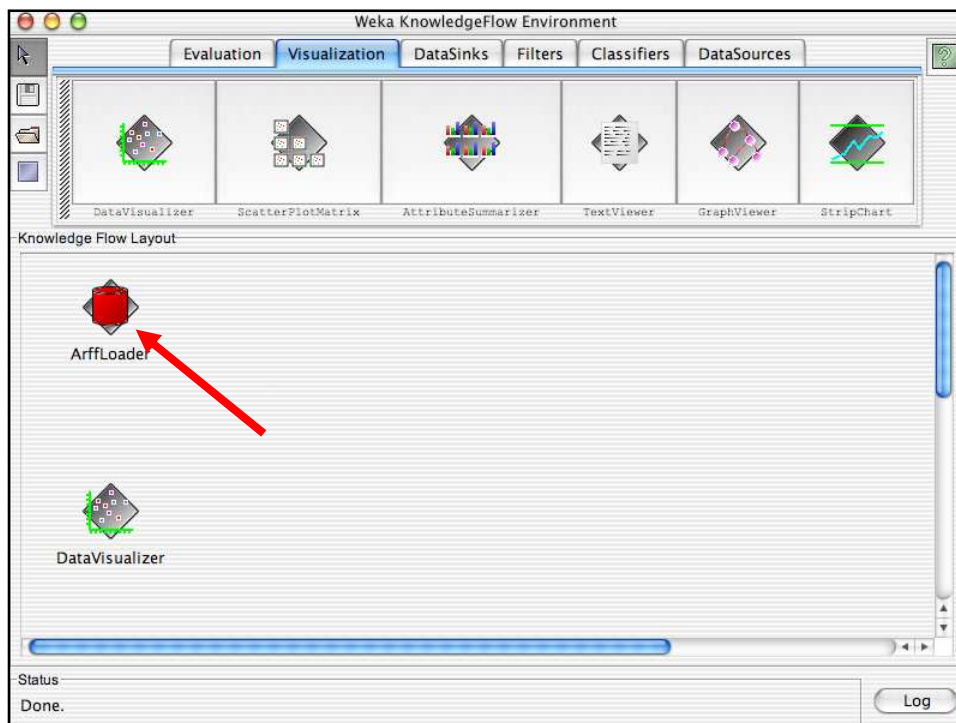 Weka KnowledgeFlow Environment
Evaluation Visualization DataSinks Filters Classifiers DataSources
?
DataVisualizer ScatterPlotMatrix AttributeSummarizer TextViewer GraphViewer StripChart
Knowledge Flow Layout
ArffLoader
DataVisualizer
Status
Done.
Log